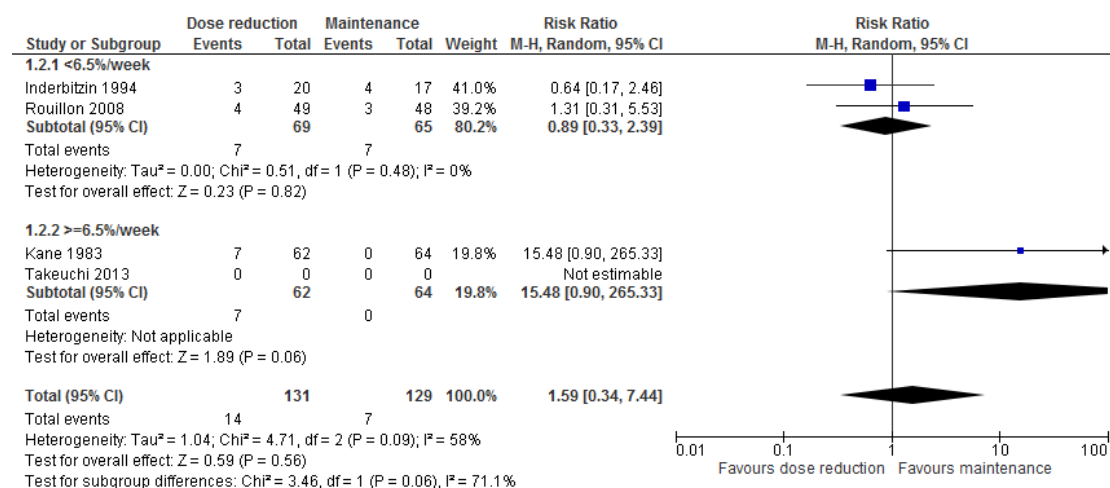 Dose reduction Maintenance Risk Ratio Risk Ratio
Study or Subgroup Events Total Events Total Weight M-H, Random, 95% CI M-H, Random, 95% CI
1.2.1 <6.5%/week
Inderbitzin 1994 3 20 4 17 41.0% 0.64 [0.17, 2.46]
Rouillon 2008 4 49 3 48 39.2% 1.31 [0.31, 5.53]
Subtotal (95% CI) 69 65 80.2% 0.89 [0.33, 2.39]
Total events 7 7
Heterogeneity: Tau² = 0.00; Chi² = 0.51, df = 1 (P = 0.48); I² = 0%
Test for overall effect: Z = 0.23 (P = 0.82)
1.2.2 >=6.5%/week
Kane 1983 7 62 0 64 19.8% 15.48 [0.90, 265.33]
Takeuchi 2013 0 0 0 0 Not estimable
Subtotal (95% CI) 62 64 19.8% 15.48 [0.90, 265.33]
Total events 7 0
Heterogeneity: Not applicable
Test for overall effect: Z = 1.89 (P = 0.06)
Total (95% CI) 131 129 100.0% 1.59 [0.34, 7.44]
Total events 14 7
Heterogeneity: Tau² = 1.04; Chi² = 4.71, df = 2 (P = 0.09); I² = 58%
Test for overall effect: Z = 0.59 (P = 0.56)
Test for subgroup differences: Chi² = 3.46, df = 1 (P = 0.06), I² = 71.1%
0.01 0.1 1 10 100
Favours dose reduction Favours maintenance